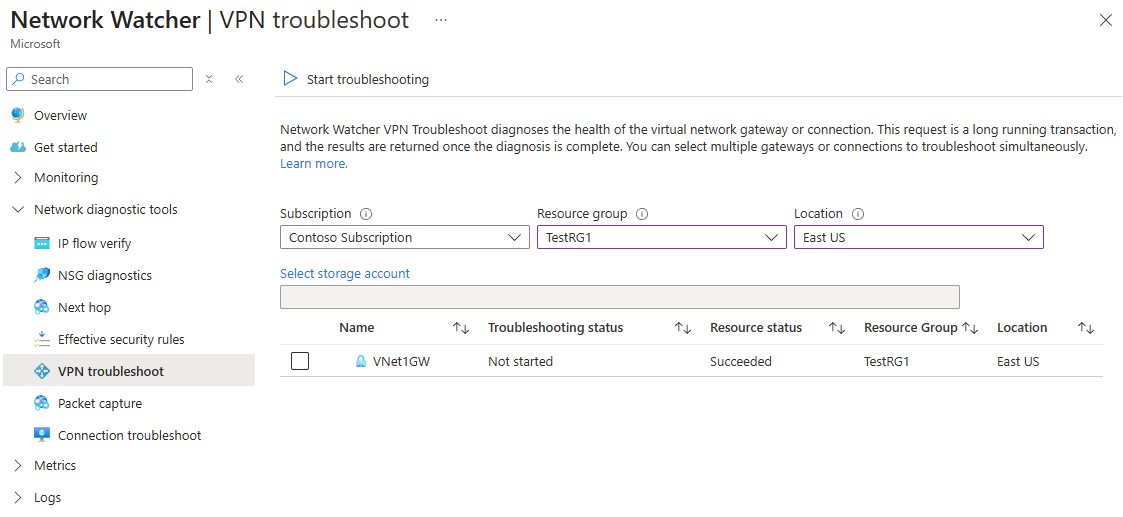 Network Watcher | VPN troubleshoot ...
Microsoft
Search
Overview
Get started
Monitoring
Network diagnostic tools
IP flow verify
NSG diagnostics
Next hop
Effective security rules
VPN troubleshoot
Packet capture
Connection troubleshoot
Metrics
Logs
Start troubleshooting
Network Watcher VPN Troubleshoot diagnoses the health of the virtual network gateway or connection. This request is a long running transaction,
and the results are returned once the diagnosis is complete. You can select multiple gateways or connections to troubleshoot simultaneously.
Learn more.
Subscription Resource group Location
Contoso Subscription TestRG1 East US
Select storage account
Name Troubleshooting status Resource status Resource Group Location
VNet1GW Not started Succeeded TestRG1 East US